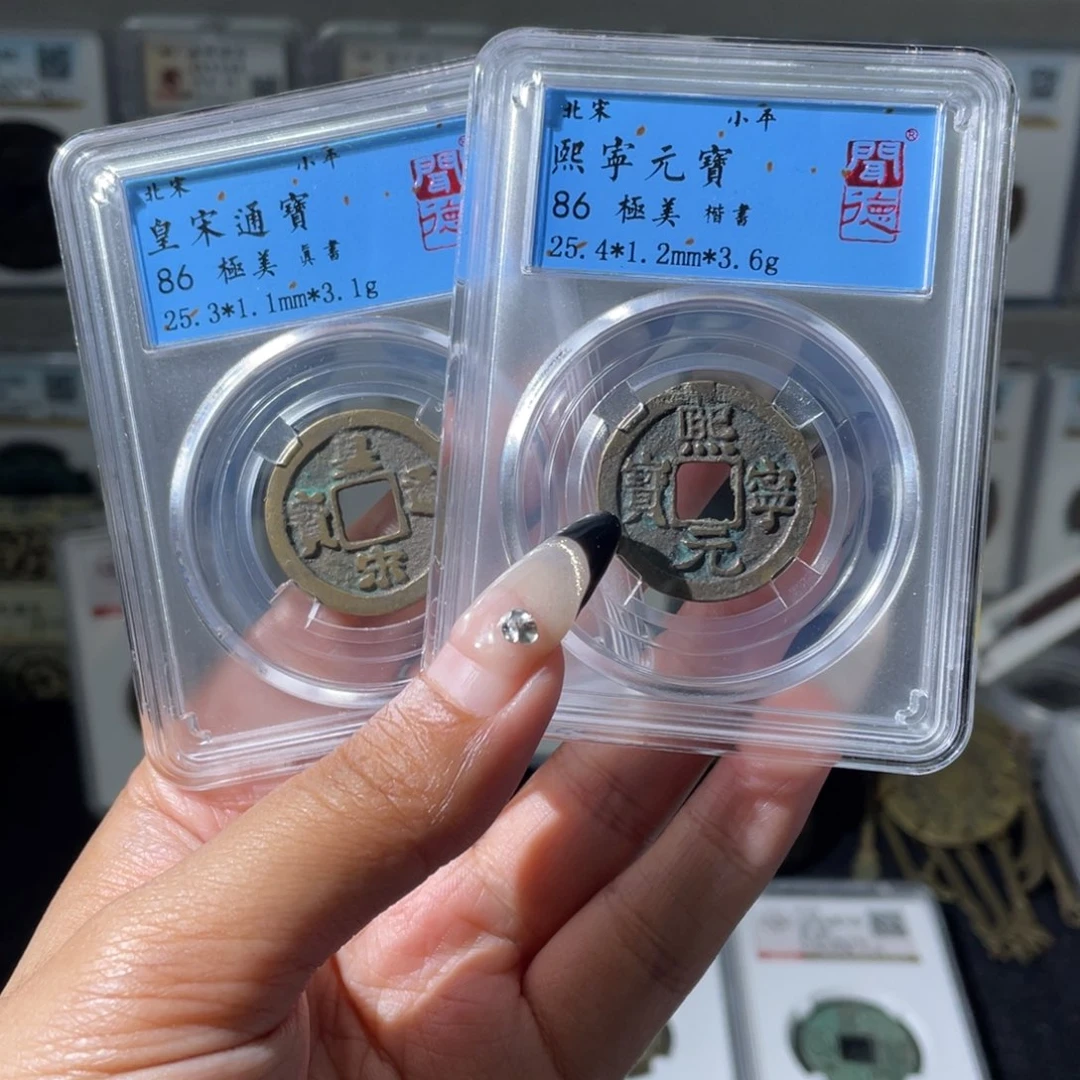 北宋 小平
皇宋通寶
86 極美 真書
25.3*1.1mm*3.1g
聞德
皇宋寶
北宋 小平
熙寧元寶
86 極美 楷書
25.4*1.2mm*3.6g
聞德®
熙寧元寶